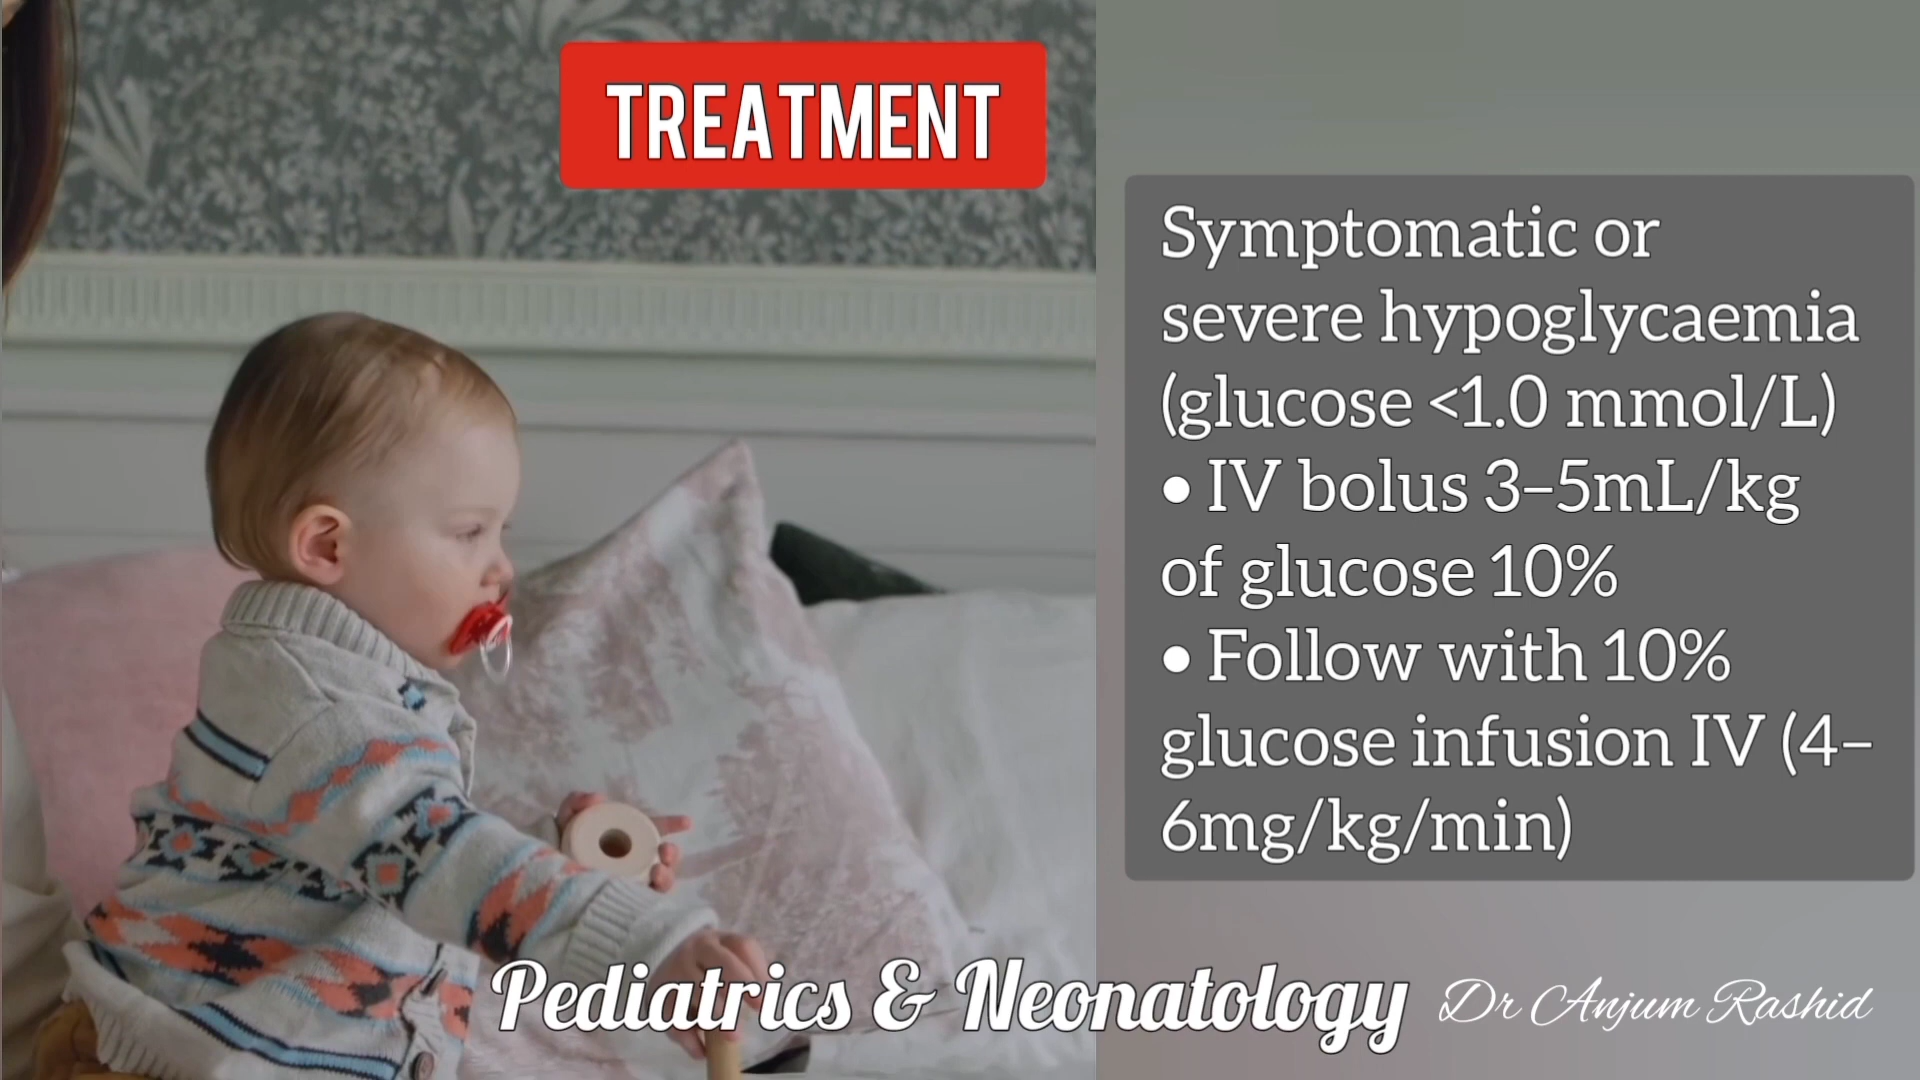 TREATMENT
Symptomatic or
severe hypoglycaemia
(glucose <1.0 mmol/L)
• IV bolus 3–5mL/kg
of glucose 10%
• Follow with 10%
glucose infusion IV (4–
6mg/kg/min)
Pediatrics & Neonatology
Dr Anjum Rashid